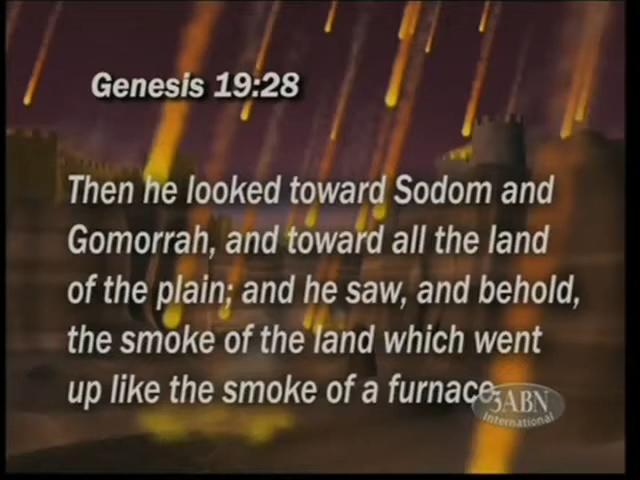 Genesis 19:28
Then he looked toward Sodom and
Gomorrah, and toward all the land
of the plain; and he saw, and behold,
the smoke of the land which went
up like the smoke of a furnace.
3ABN
International